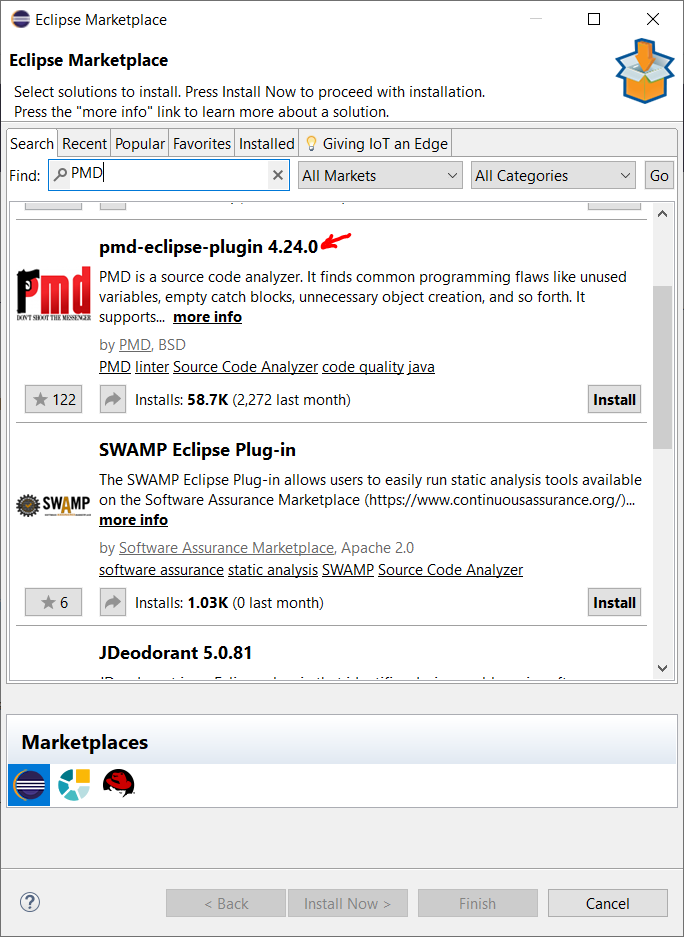 Eclipse Marketplace
Eclipse Marketplace
Select solutions to install. Press Install Now to proceed with installation.
Press the "more info" link to learn more about a solution.
Search Recent Popular Favorites Installed Giving IoT an Edge
Find: PMD All Markets All Categories Go
pmd-eclipse-plugin 4.24.0
PMD is a source code analyzer. It finds common programming flaws like unused
variables, empty catch blocks, unnecessary object creation, and so forth. It
supports... more info
Pmd
DON'T SHOOT THE MESSENGER
by PMD, BSD
PMD linter Source Code Analyzer code quality java
122 Installs: 58.7K (2,272 last month) Install
SWAMP Eclipse Plug-in
The SWAMP Eclipse Plug-in allows users to easily run static analysis tools available
on the Software Assurance Marketplace (https://www.continuousassurance.org/)...
more info
SWAMP
by Software Assurance Marketplace, Apache 2.0
software assurance static analysis SWAMP Source Code Analyzer
6 Installs: 1.03K (0 last month) Install
JDeodorant 5.0.81
Marketplaces
? < Back Install Now > Finish Cancel